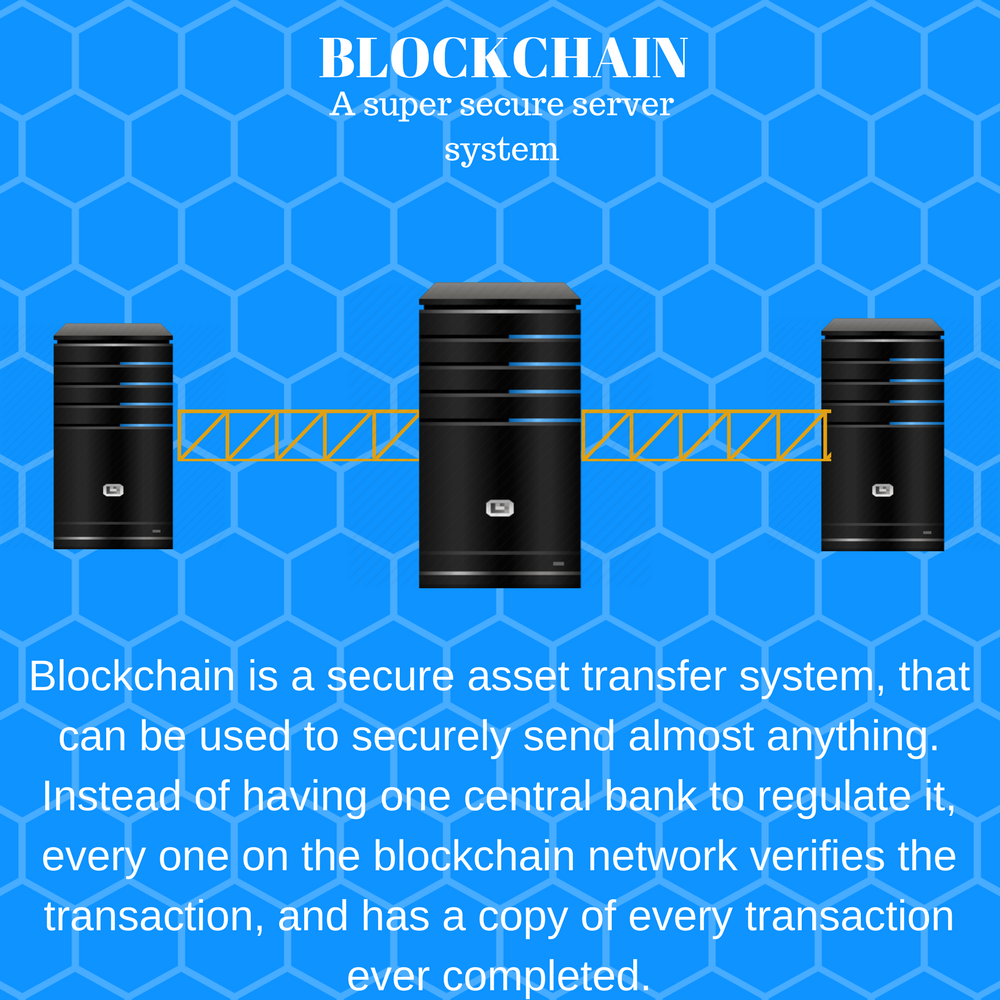 BLOCKCHAIN
A super secure server
system
Blockchain is a secure asset transfer system, that
can be used to securely send almost anything.
Instead of having one central bank to regulate it,
every one on the blockchain network verifies the
transaction, and has a copy of every transaction
ever completed.